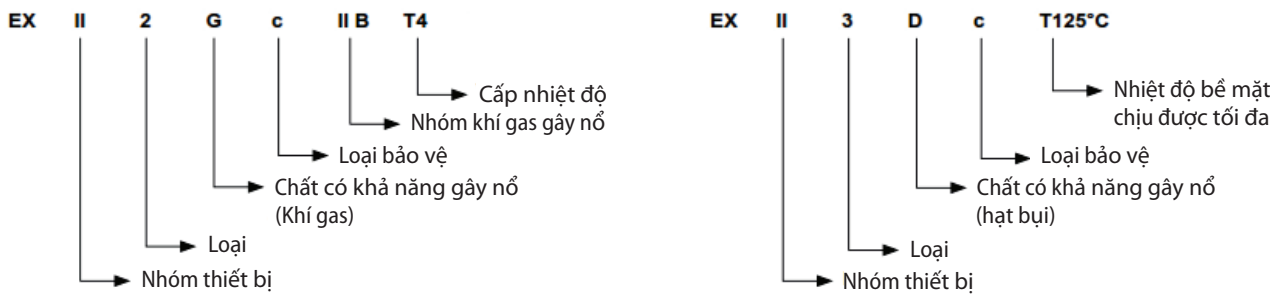 EX II 2 G c II B T4
Cấp nhiệt độ
Nhóm khí gas gây nổ
Loại bảo vệ
Chất có khả năng gây nổ
(Khí gas)
Loại
Nhóm thiết bị
EX II 3 D c T125°C
Nhiệt độ bề mặt
chịu được tối đa
Loại bảo vệ
Chất có khả năng gây nổ
(hạt bụi)
Loại
Nhóm thiết bị